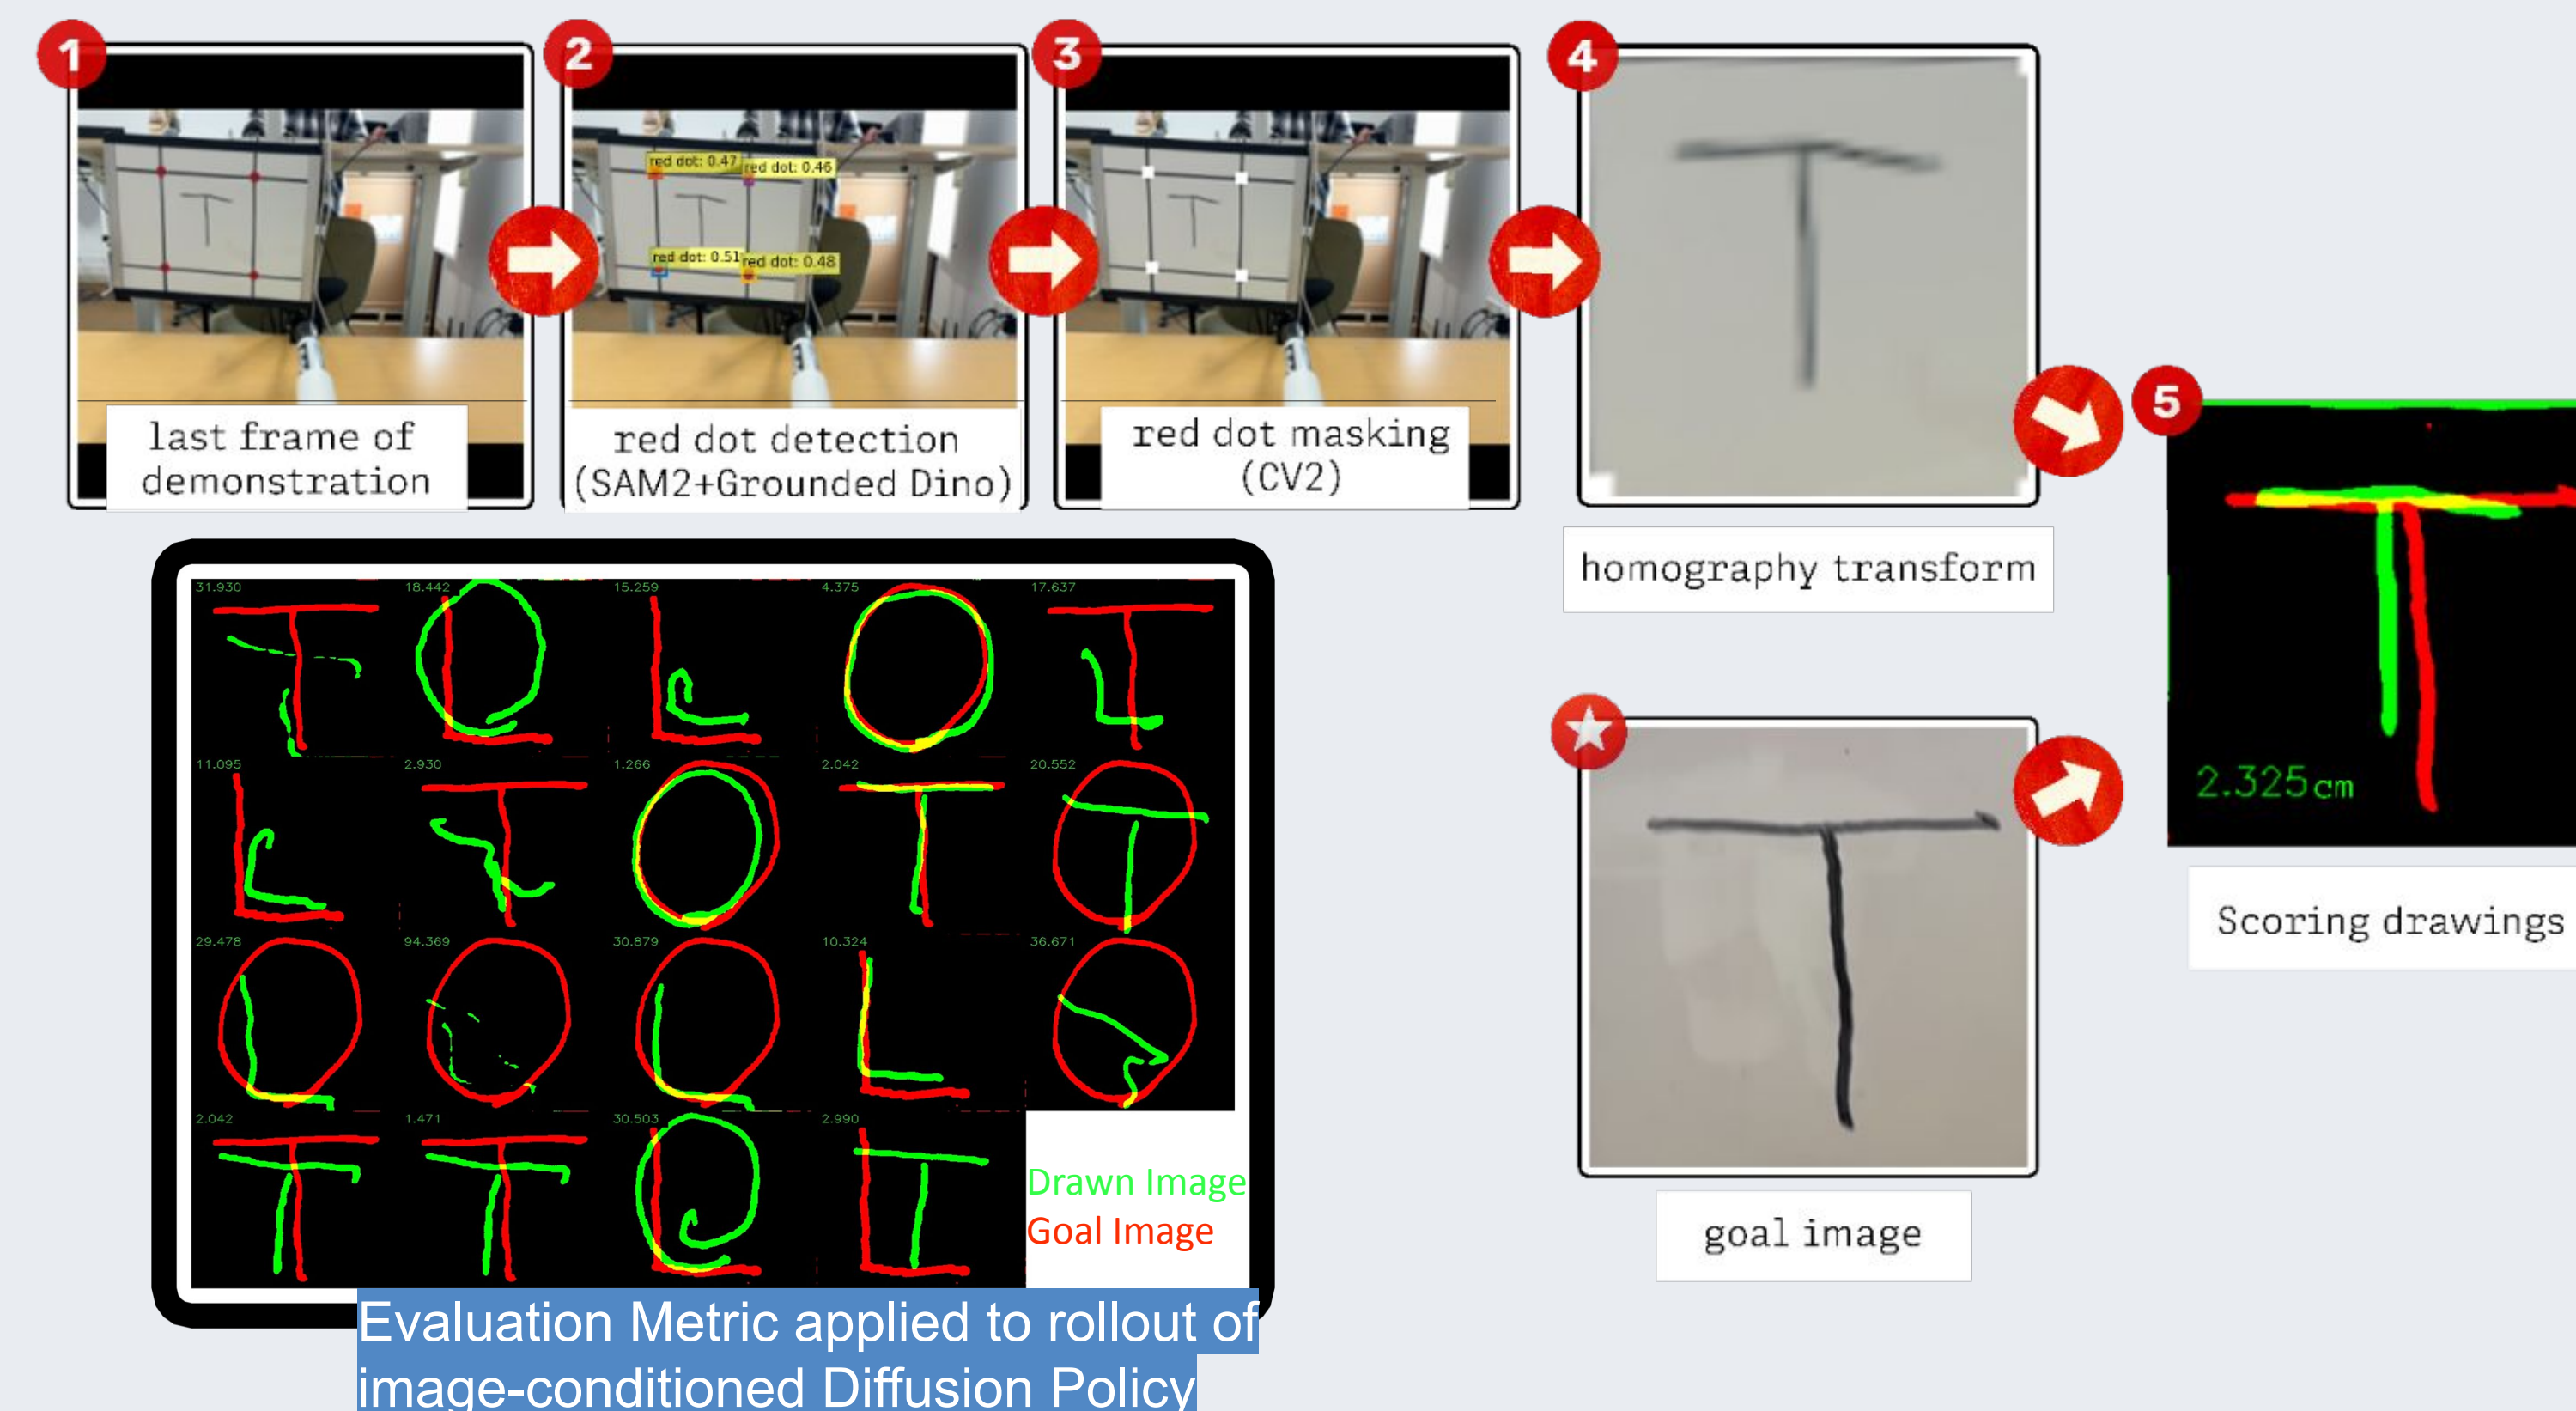 1
2
3
4
5
red dot: 0.47
red dot: 0.46
red dot: 0.51
red dot: 0.48
last frame of
demonstration
red dot detection
(SAM2+Grounded Dino)
red dot masking
(CV2)
homography transform
2.325cm
Scoring drawings
goal image
31.930
18.442
15.259
4.375
17.637
11.095
2.930
1.266
2.042
20.552
29.478
94.369
30.879
10.324
36.671
2.042
1.471
30.503
2.990
Drawn Image
Goal Image
Evaluation Metric applied to rollout of
image-conditioned Diffusion Policy